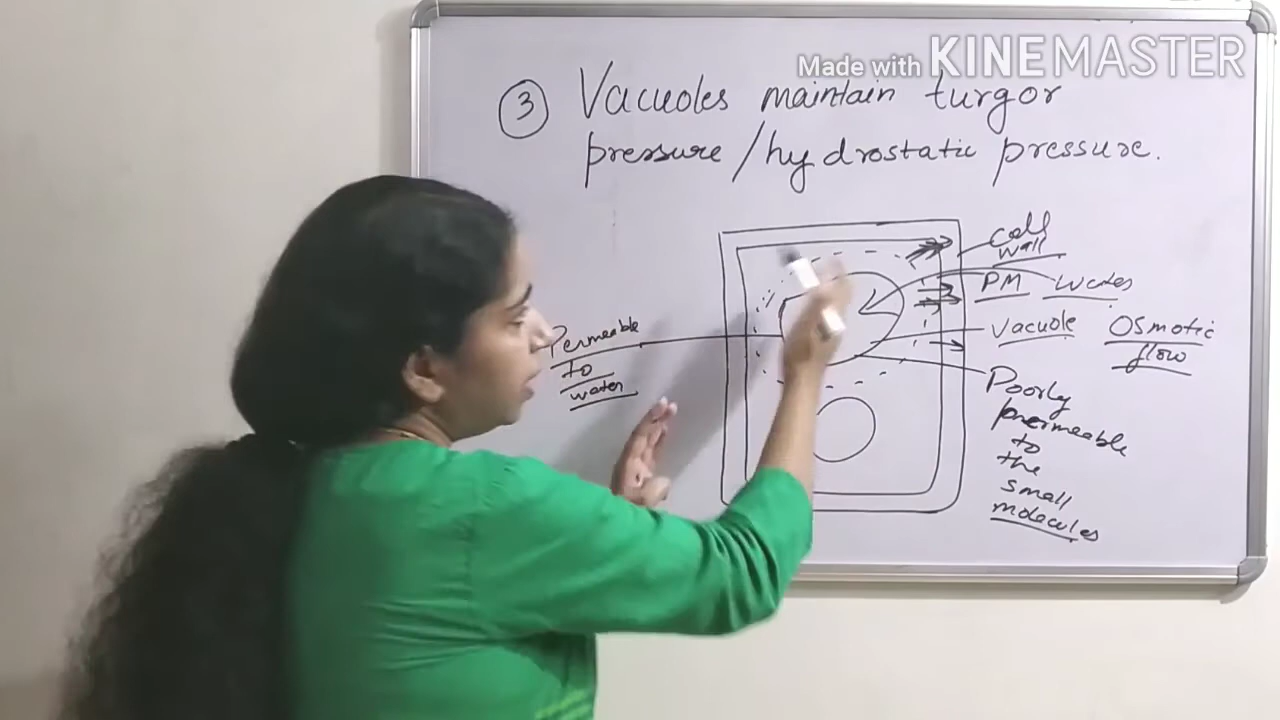 Made with KINEMASTER
③ Vacuoles maintain turgor
pressure/hydrostatic pressure.
Cell
wall
PM Water
Vacuole Osmotic
flow
Permeable
to
water
Poorly
permeable
to
the
small
molecules